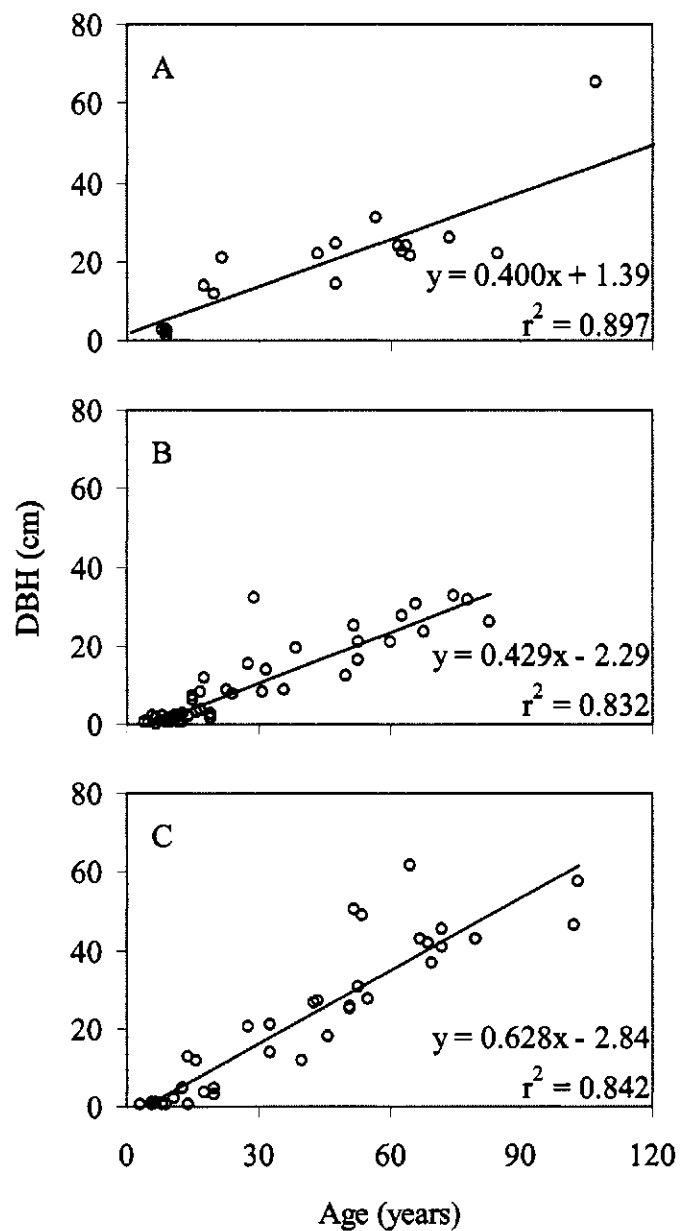 80
A
60
40
20
y = 0.400x + 1.39
r² = 0.897
0
60
120
80
B
60
DBH (cm)
40
20
y = 0.429x - 2.29
r² = 0.832
0
80
C
60
40
20
y = 0.628x - 2.84
r² = 0.842
0
0 30 60 90 120
Age (years)